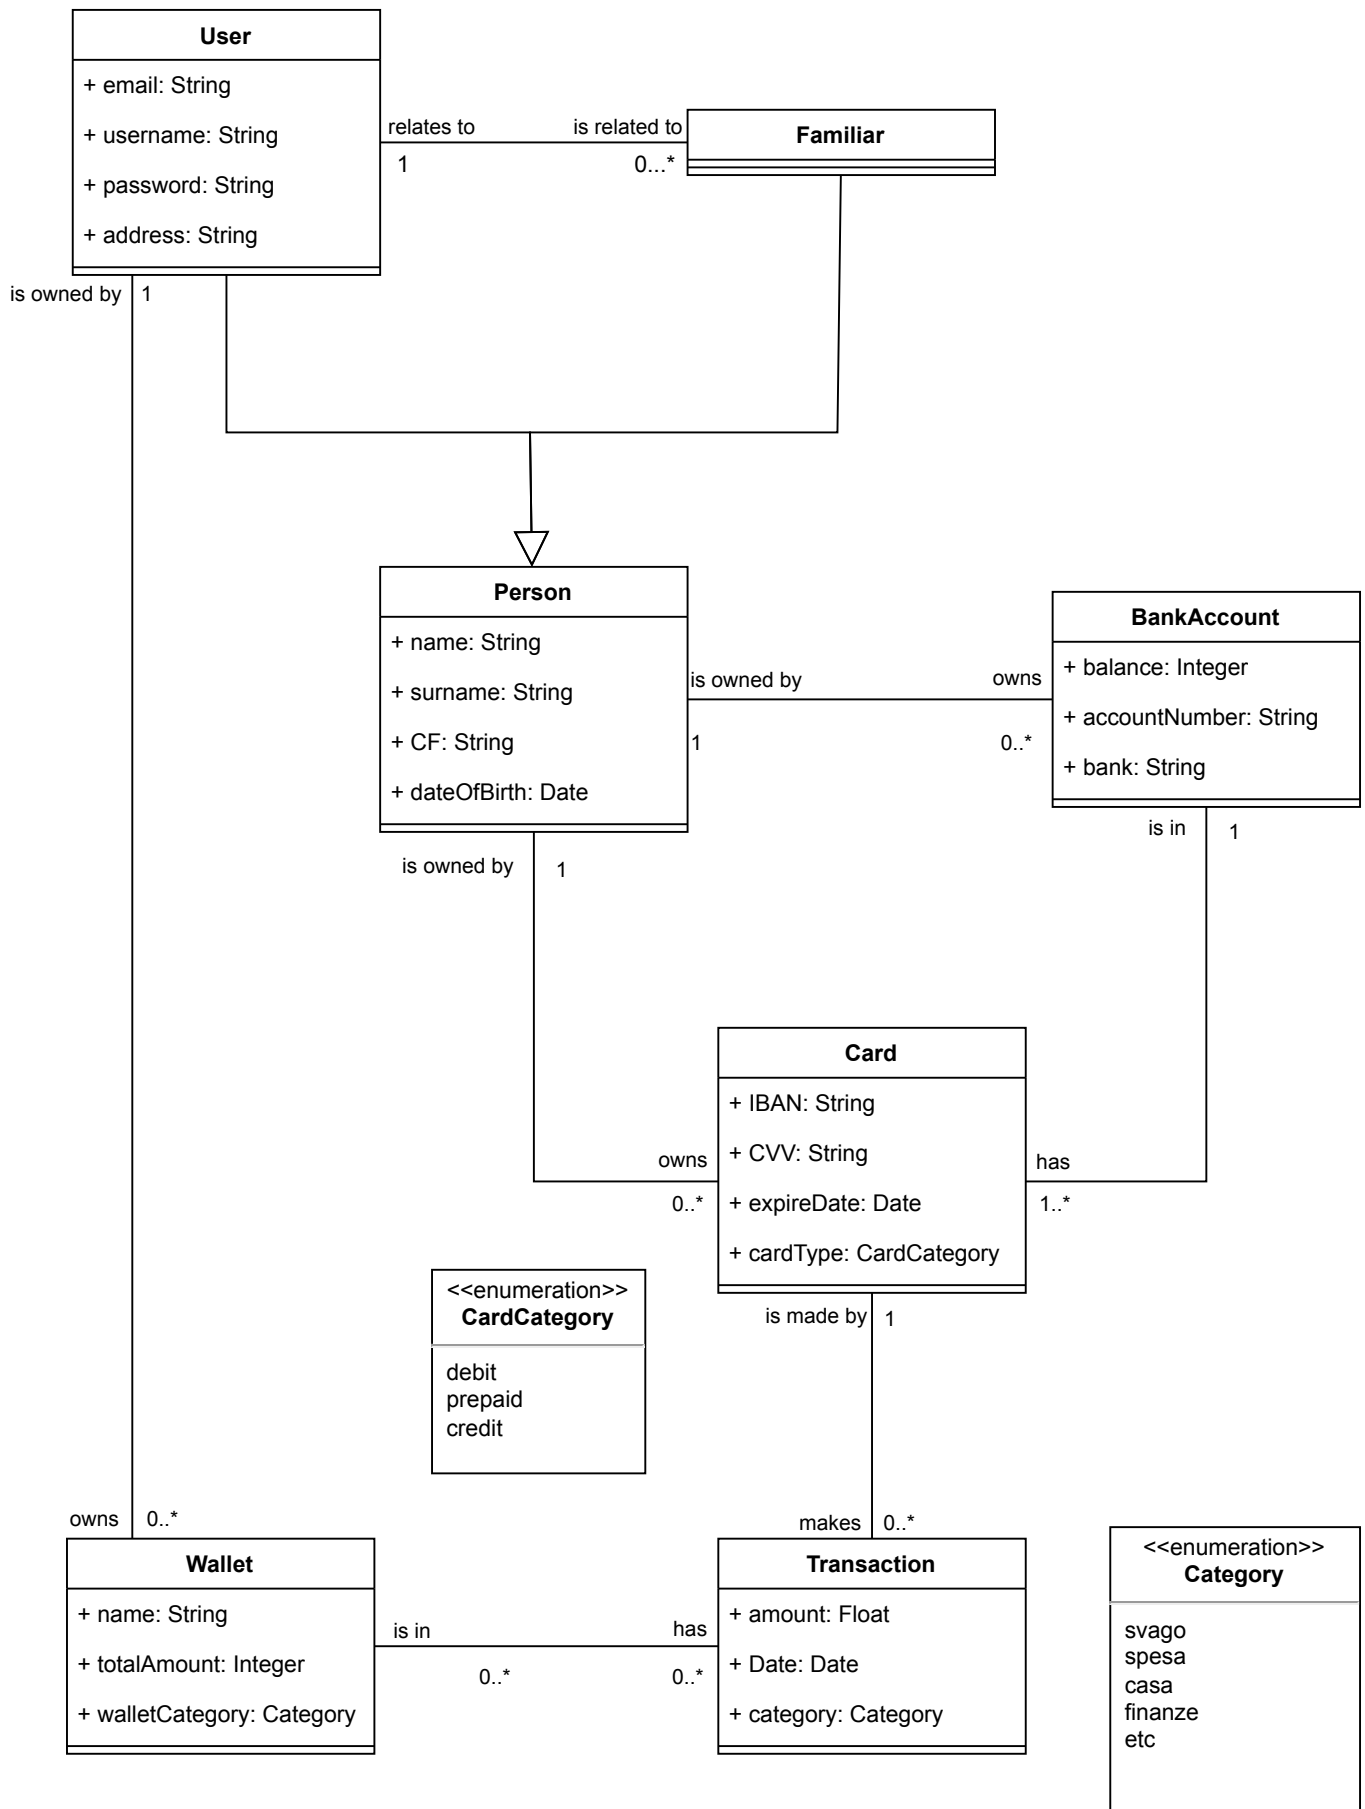 User
+ email: String
+ username: String
+ password: String
+ address: String
relates to
is related to
1
0...*
Familiar
is owned by
1
Person
+ name: String
+ surname: String
+ CF: String
+ dateOfBirth: Date
is owned by
owns
1
0..*
BankAccount
+ balance: Integer
+ accountNumber: String
+ bank: String
is in
1
is owned by
1
Card
+ IBAN: String
+ CVV: String
+ expireDate: Date
+ cardType: CardCategory
owns
0..*
has
1..*
<<enumeration>>
CardCategory
debit
prepaid
credit
is made by
1
owns
0..*
makes
0..*
Wallet
+ name: String
+ totalAmount: Integer
+ walletCategory: Category
is in
has
0..*
0..*
Transaction
+ amount: Float
+ Date: Date
+ category: Category
<<enumeration>>
Category
svago
spesa
casa
finanze
etc